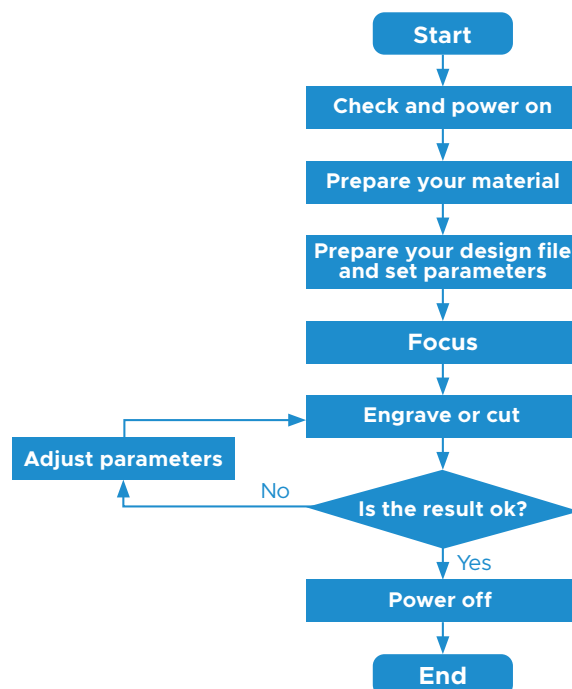 Start
Check and power on
Prepare your material
Prepare your design file
and set parameters
Focus
Engrave or cut
Adjust parameters
No
Is the result ok?
Yes
Power off
End